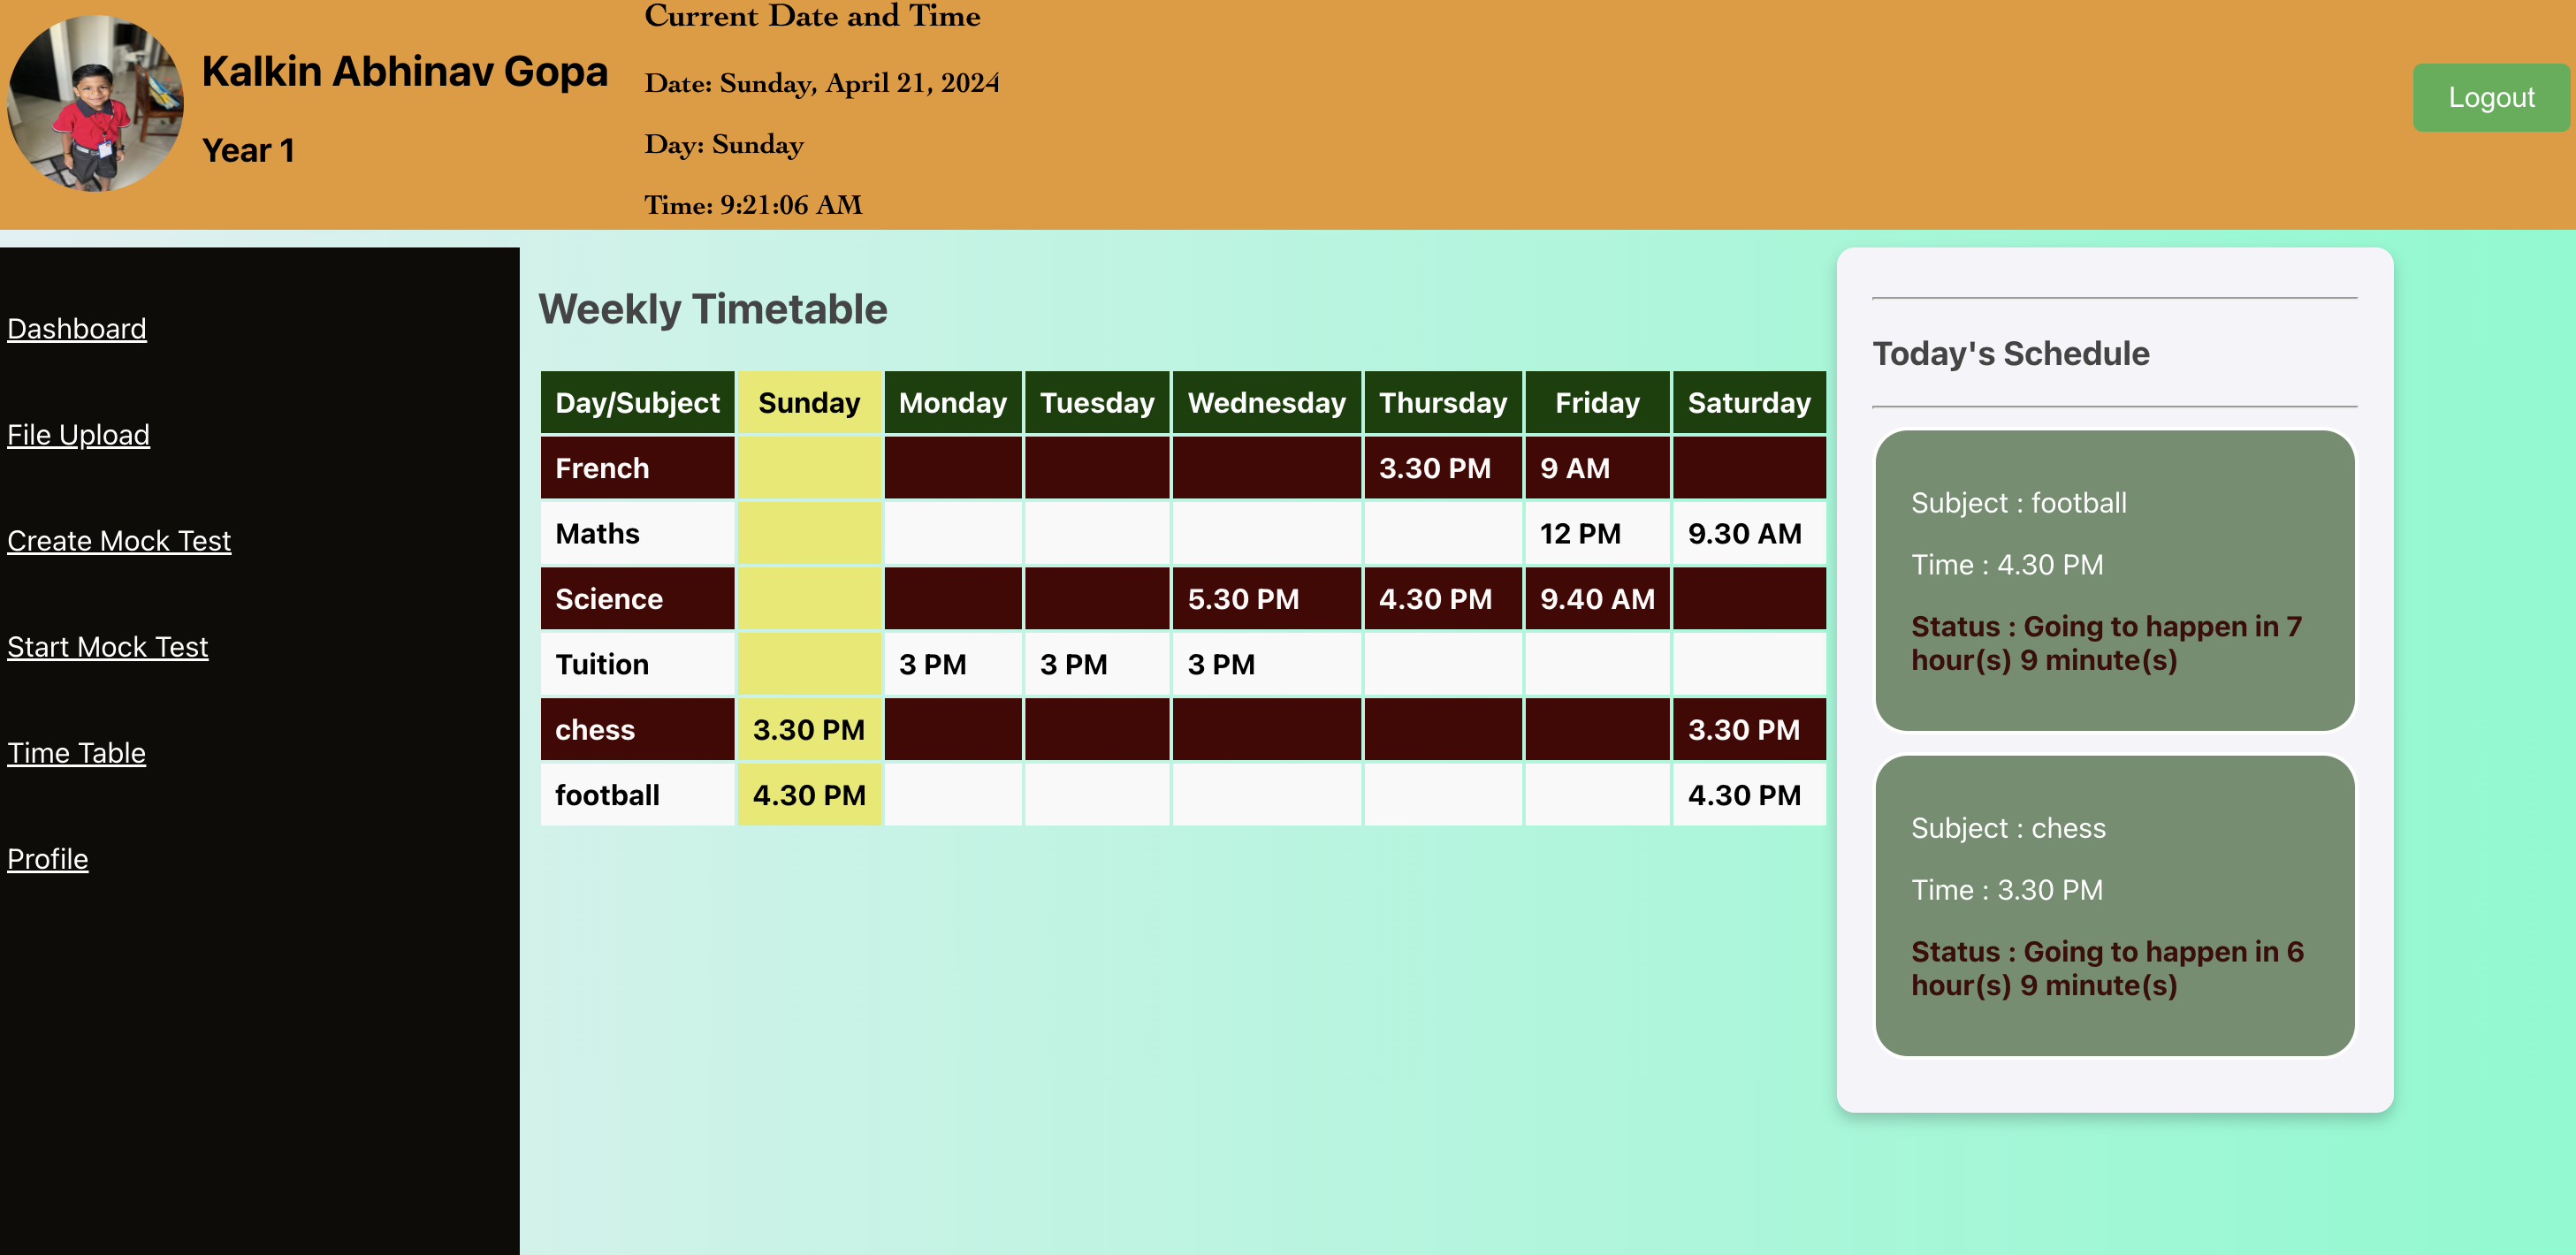 Kalkin Abhinav Gopa
Year 1
Current Date and Time
Date: Sunday, April 21, 2024
Day: Sunday
Time: 9:21:06 AM
Logout
Dashboard
File Upload
Create Mock Test
Start Mock Test
Time Table
Profile
Weekly Timetable
Day/Subject Sunday Monday Tuesday Wednesday Thursday Friday Saturday
French 3.30 PM 9 AM
Maths 12 PM 9.30 AM
Science 5.30 PM 4.30 PM 9.40 AM
Tuition 3 PM 3 PM 3 PM
chess 3.30 PM 3.30 PM
football 4.30 PM 4.30 PM
Today's Schedule
Subject : football
Time : 4.30 PM
Status : Going to happen in 7
hour(s) 9 minute(s)
Subject : chess
Time : 3.30 PM
Status : Going to happen in 6
hour(s) 9 minute(s)